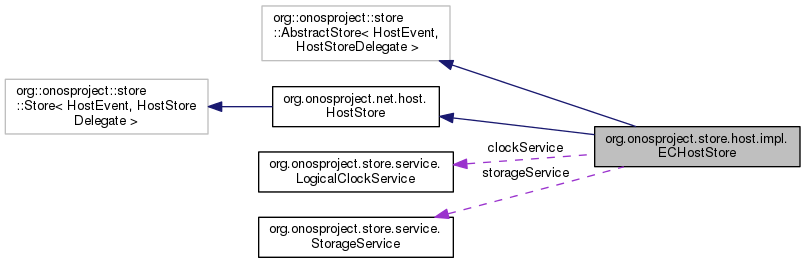 org::onosproject::store
::AbstractStore< HostEvent,
HostStoreDelegate >
org::onosproject::store
::Store< HostEvent, HostStore
Delegate >
org.onosproject.net.host.
HostStore
org.onosproject.store.host.impl.
ECHostStore
clockService
org.onosproject.store.service.
LogicalClockService
storageService
org.onosproject.store.service.
StorageService